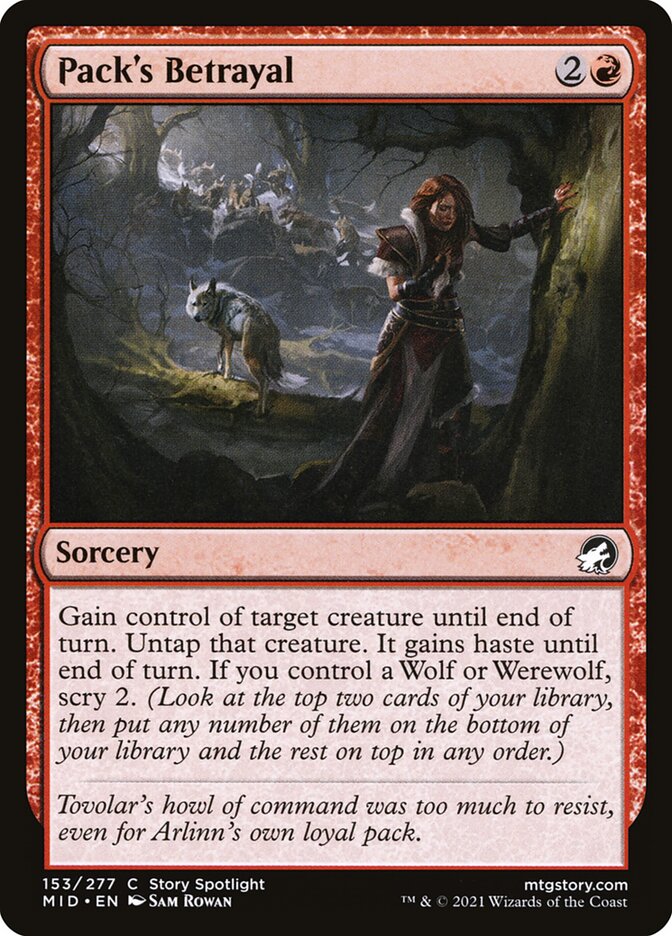 Pack's Betrayal 2
Sorcery
Gain control of target creature until end of
turn. Untap that creature. It gains haste until
end of turn. If you control a Wolf or Werewolf,
scry 2. (Look at the top two cards of your library,
then put any number of them on the bottom of
your library and the rest on top in any order.)
Tovolar's howl of command was too much to resist,
even for Arlinn's own loyal pack.
153/277 C Story Spotlight mtgstory.com
MID • EN Sam Rowan ™ & © 2021 Wizards of the Coast